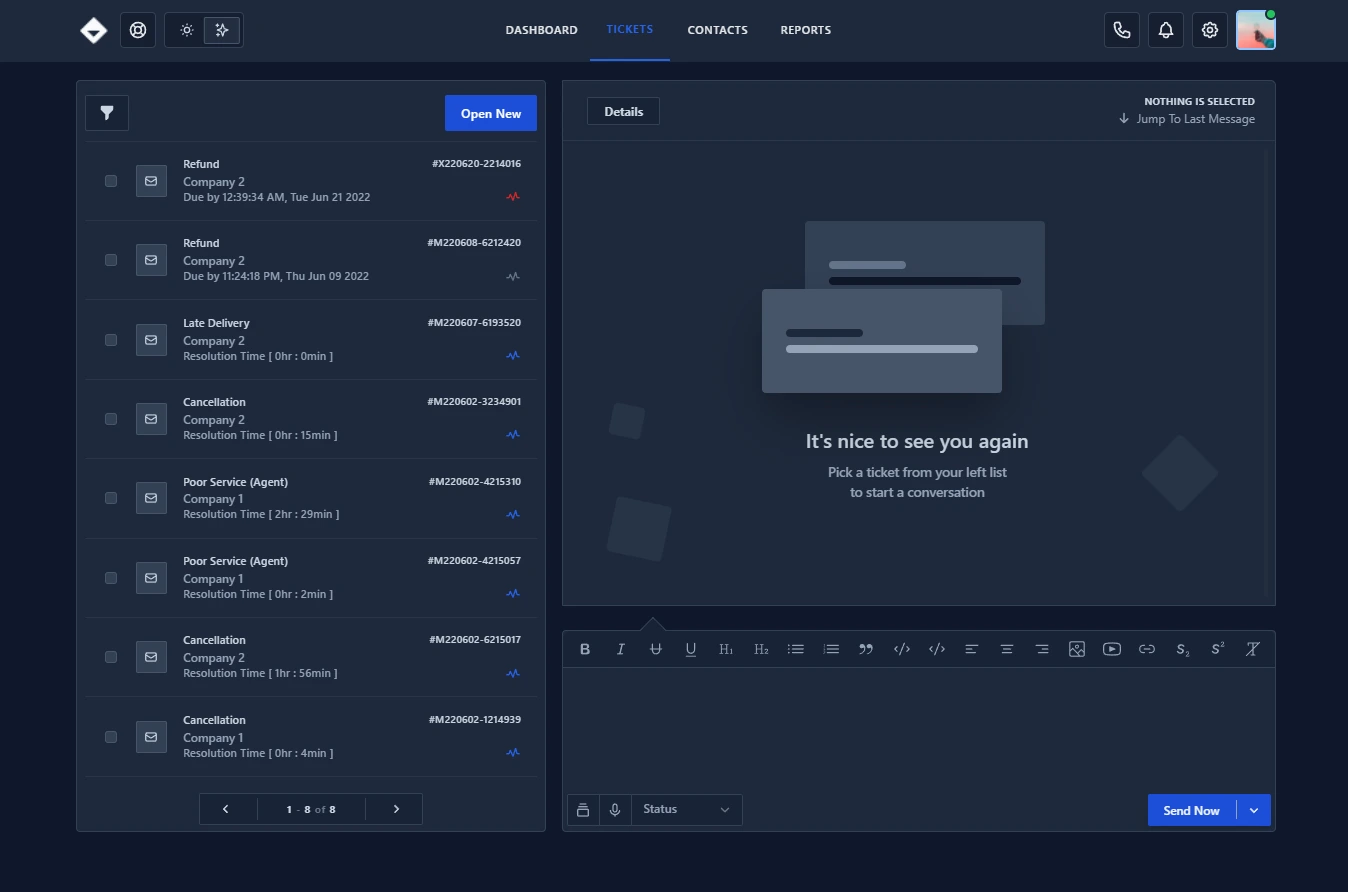 DASHBOARD
TICKETS
CONTACTS
REPORTS
Open New
Refund
#X220620-2214016
Company 2
Due by 12:39:34 AM, Tue Jun 21 2022
Refund
#M220608-6212420
Company 2
Due by 11:24:18 PM, Thu Jun 09 2022
Late Delivery
#M220607-6193520
Company 2
Resolution Time [ 0hr : 0min ]
Cancellation
#M220602-3234901
Company 2
Resolution Time [ 0hr : 15min ]
Poor Service (Agent)
#M220602-4215310
Company 1
Resolution Time [ 2hr : 29min ]
Poor Service (Agent)
#M220602-4215057
Company 1
Resolution Time [ 0hr : 2min ]
Cancellation
#M220602-6215017
Company 2
Resolution Time [ 1hr : 56min ]
Cancellation
#M220602-1214939
Company 1
Resolution Time [ 0hr : 4min ]
1 - 8 of 8
Details
NOTHING IS SELECTED
Jump To Last Message
It's nice to see you again
Pick a ticket from your left list
to start a conversation
B I U U H1 H2 S2 S2
Status
Send Now